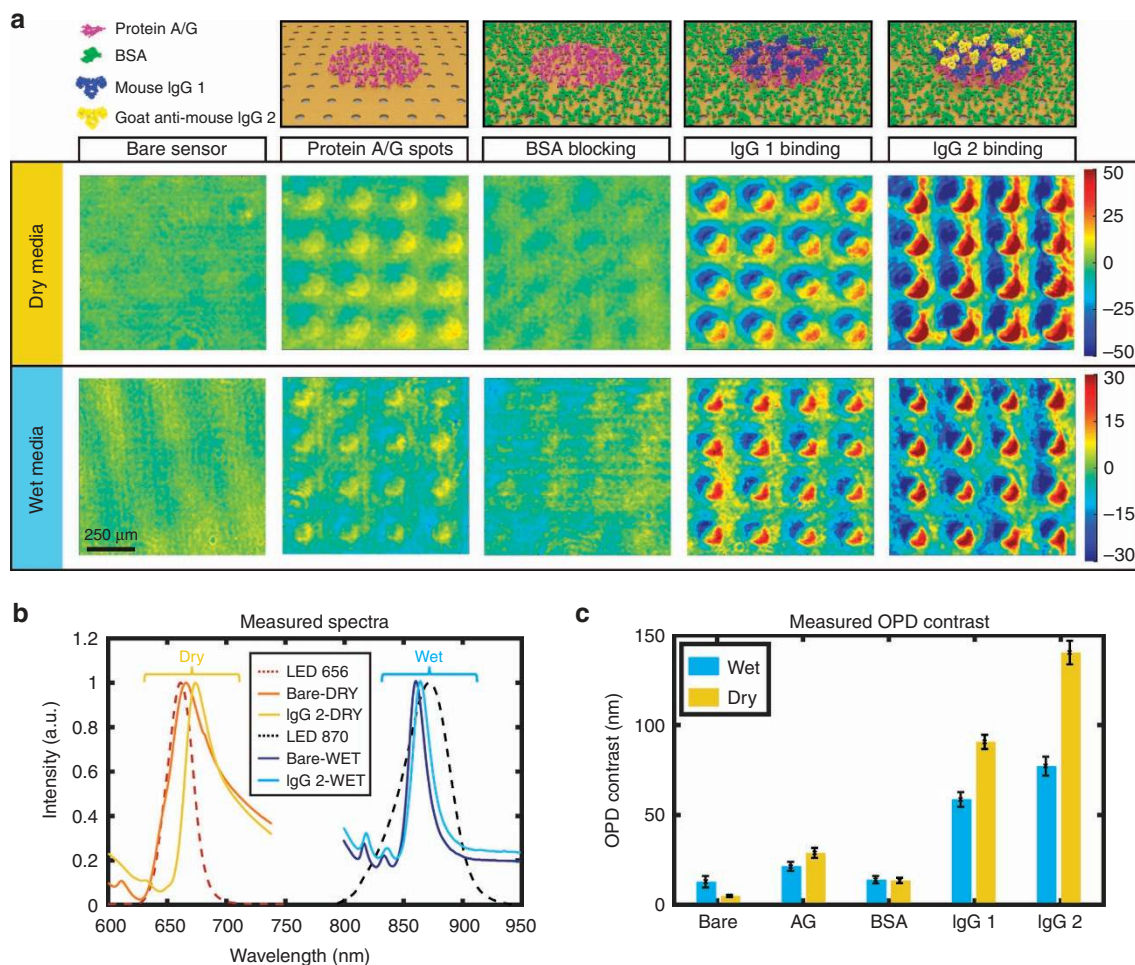 a
Protein A/G
BSA
Mouse IgG 1
Goat anti-mouse IgG 2
Bare sensor
Protein A/G spots
BSA blocking
IgG 1 binding
IgG 2 binding
Dry media
50
25
0
−25
−50
Wet media
250 µm
30
15
0
−15
−30
b
Measured spectra
Intensity (a.u.)
1.2
1
0.8
0.6
0.4
0.2
0
Dry
Wet
LED 656
Bare-DRY
IgG 2-DRY
LED 870
Bare-WET
IgG 2-WET
600 650 700 750 800 850 900 950
Wavelength (nm)
c
Measured OPD contrast
OPD contrast (nm)
150
100
50
0
Wet
Dry
Bare AG BSA IgG 1 IgG 2